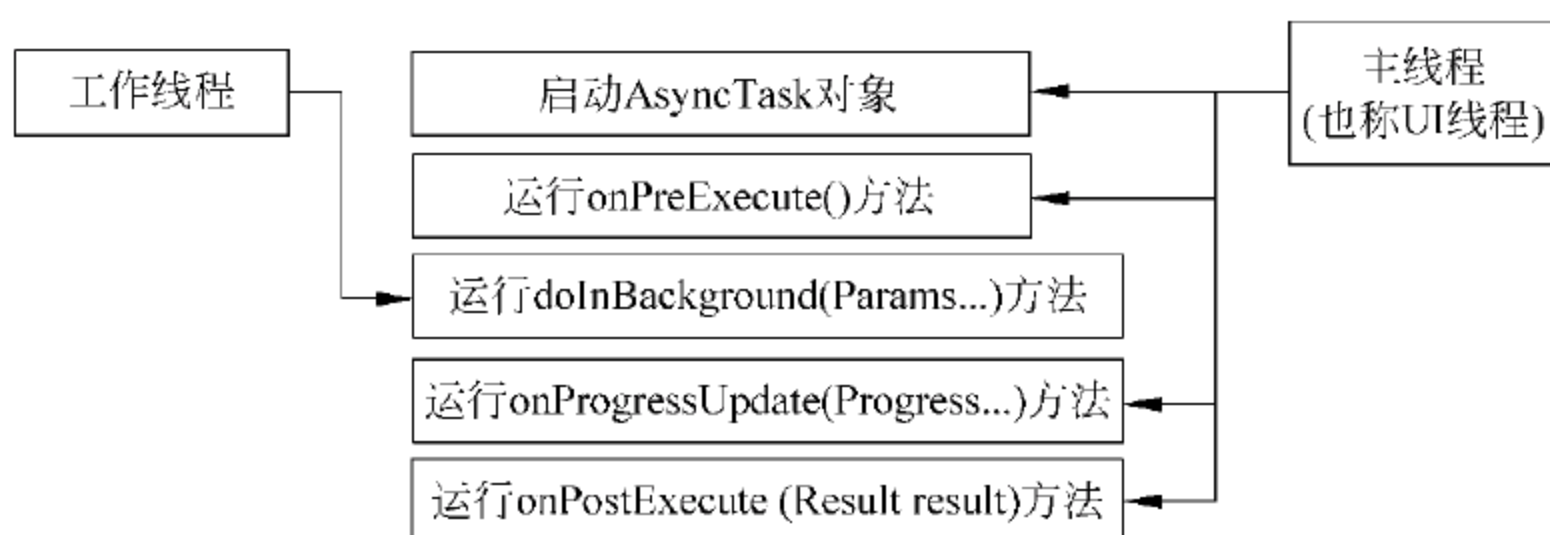 工作线程
启动AsyncTask对象
主线程
(也称UI线程)
运行onPreExecute()方法
运行doInBackground(Params...)方法
运行onProgressUpdate(Progress...)方法
运行onPostExecute (Result result)方法